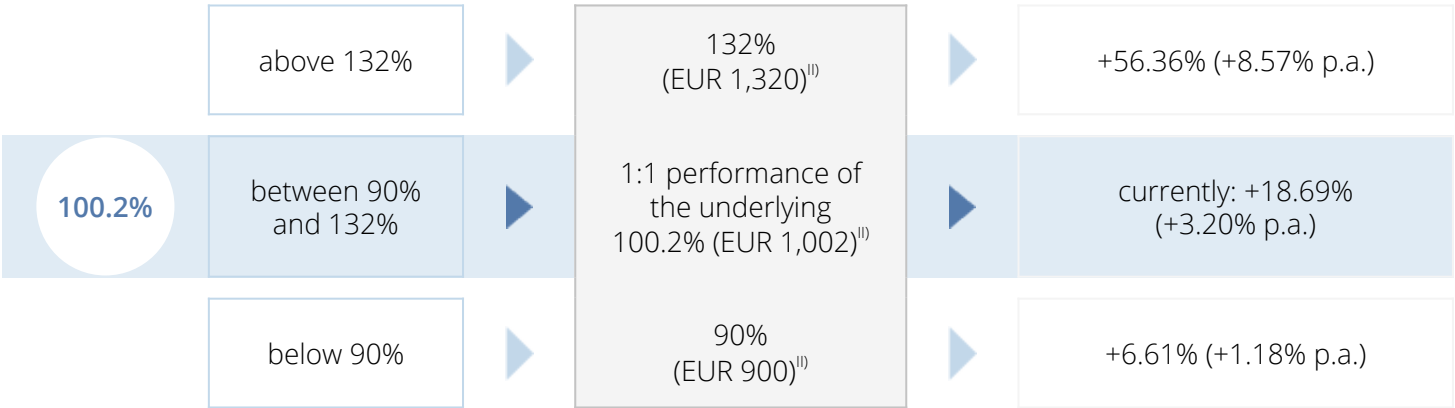 above 132%
132%
(EUR 1,320)II)
+56.36% (+8.57% p.a.)
100.2%
between 90%
and 132%
1:1 performance of
the underlying
100.2% (EUR 1,002)II)
currently: +18.69%
(+3.20% p.a.)
below 90%
90%
(EUR 900)II)
+6.61% (+1.18% p.a.)